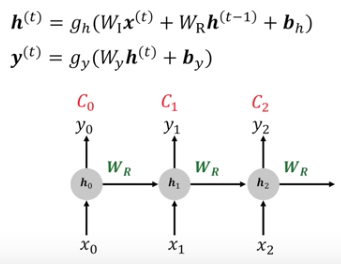 h^(t) = g_h(W_I x^(t) + W_R h^(t−1) + b_h)
y^(t) = g_y(W_y h^(t) + b_y)
C_0 C_1 C_2
y_0 y_1 y_2
W_R W_R W_R
h_0 h_1 h_2
x_0 x_1 x_2